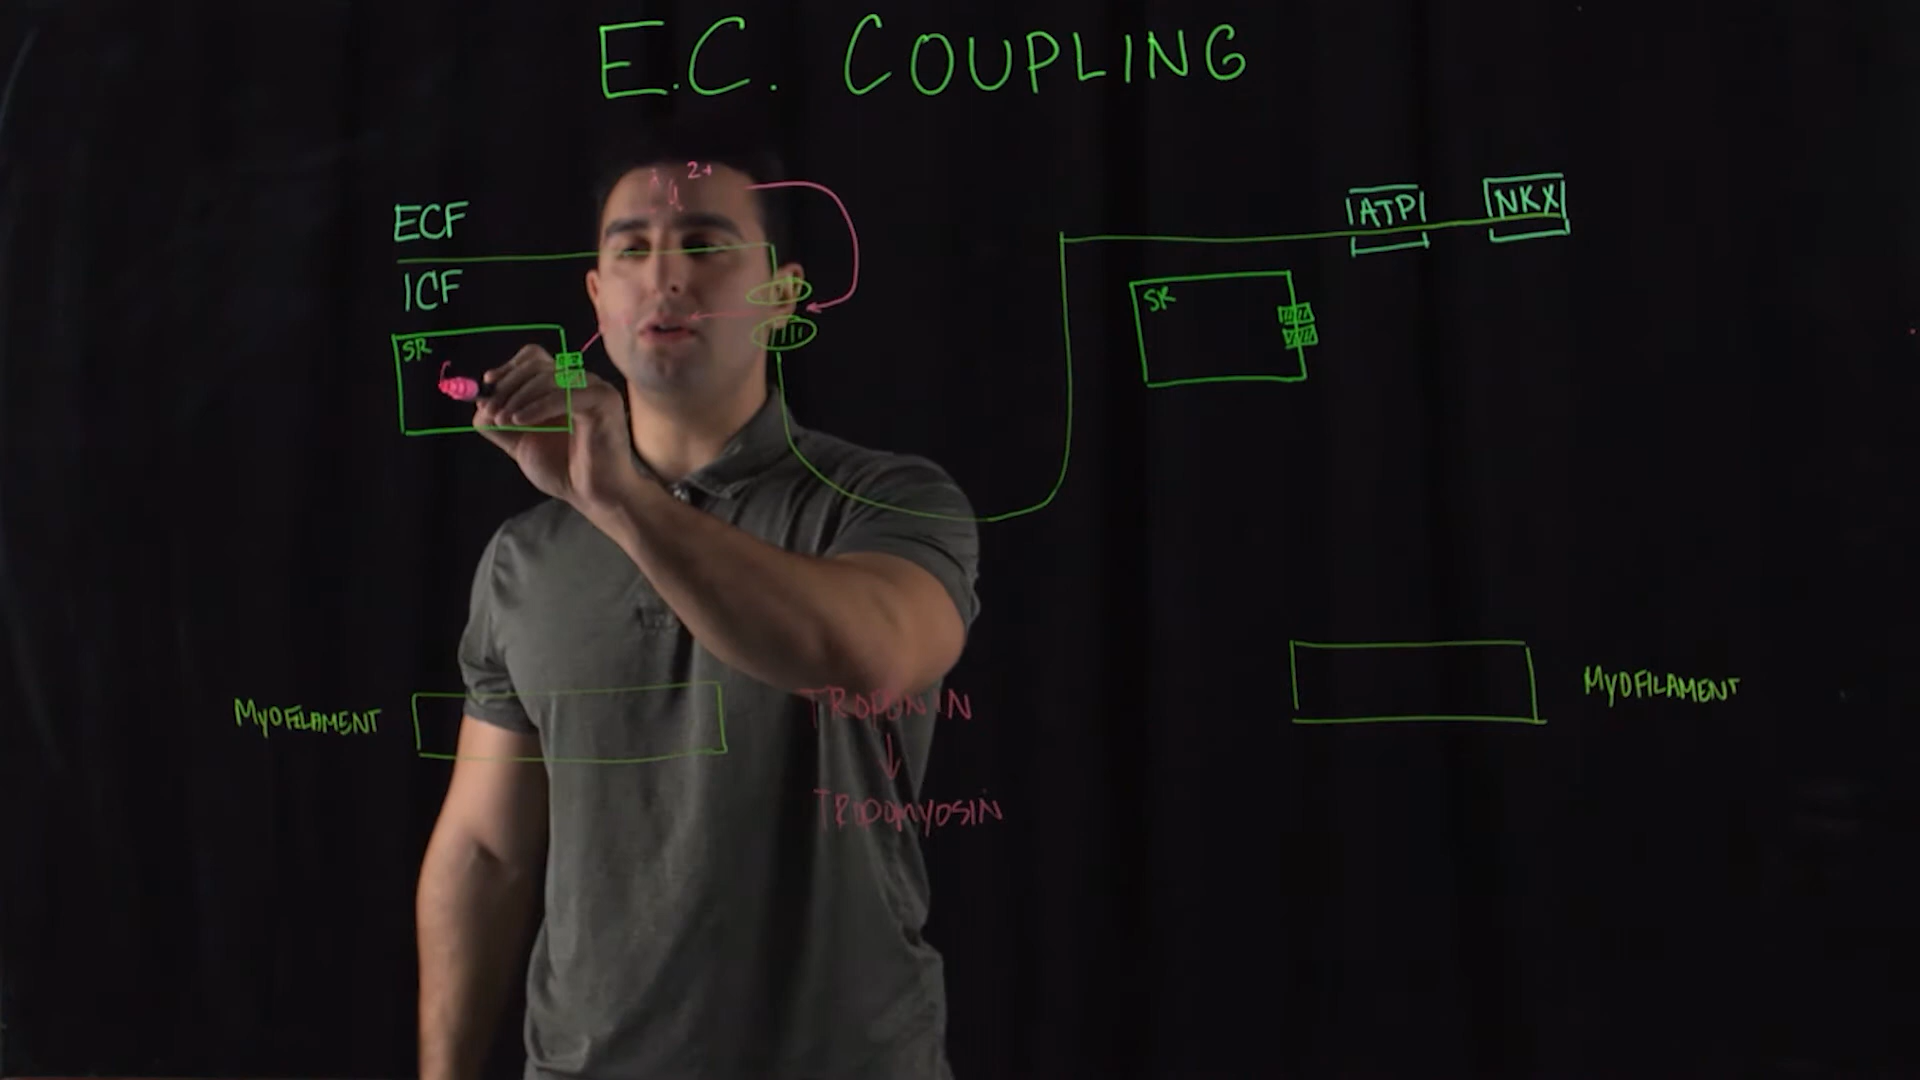 E.C. COUPLING
2+
ECF
ICF
ATP
NKX
SR
SR
MYOFILAMENT
MYOFILAMENT
TROPONIN
↓
TROPOMYOSIN